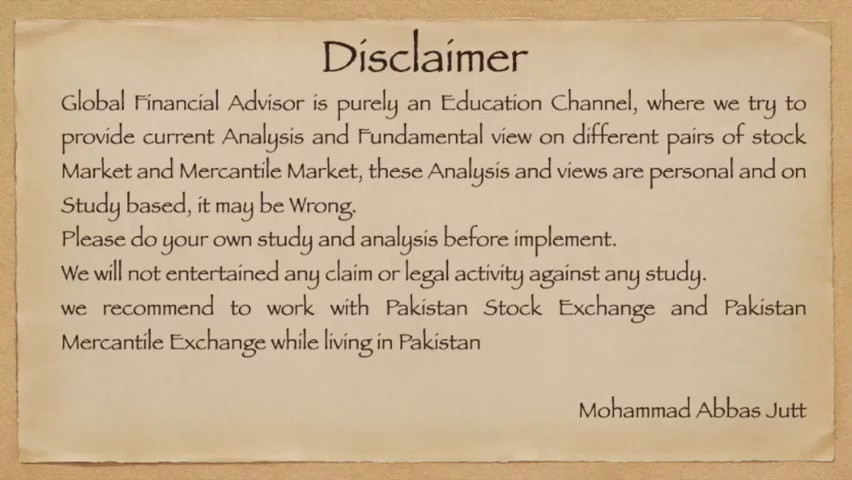 Disclaimer
Global Financial Advisor is purely an Education Channel, where we try to
provide current Analysis and Fundamental view on different pairs of stock
Market and Mercantile Market, these Analysis and views are personal and on
Study based, it may be Wrong.
Please do your own study and analysis before implement.
We will not entertained any claim or legal activity against any study.
we recommend to work with Pakistan Stock Exchange and Pakistan
Mercantile Exchange while living in Pakistan
Mohammad Abbas Jutt